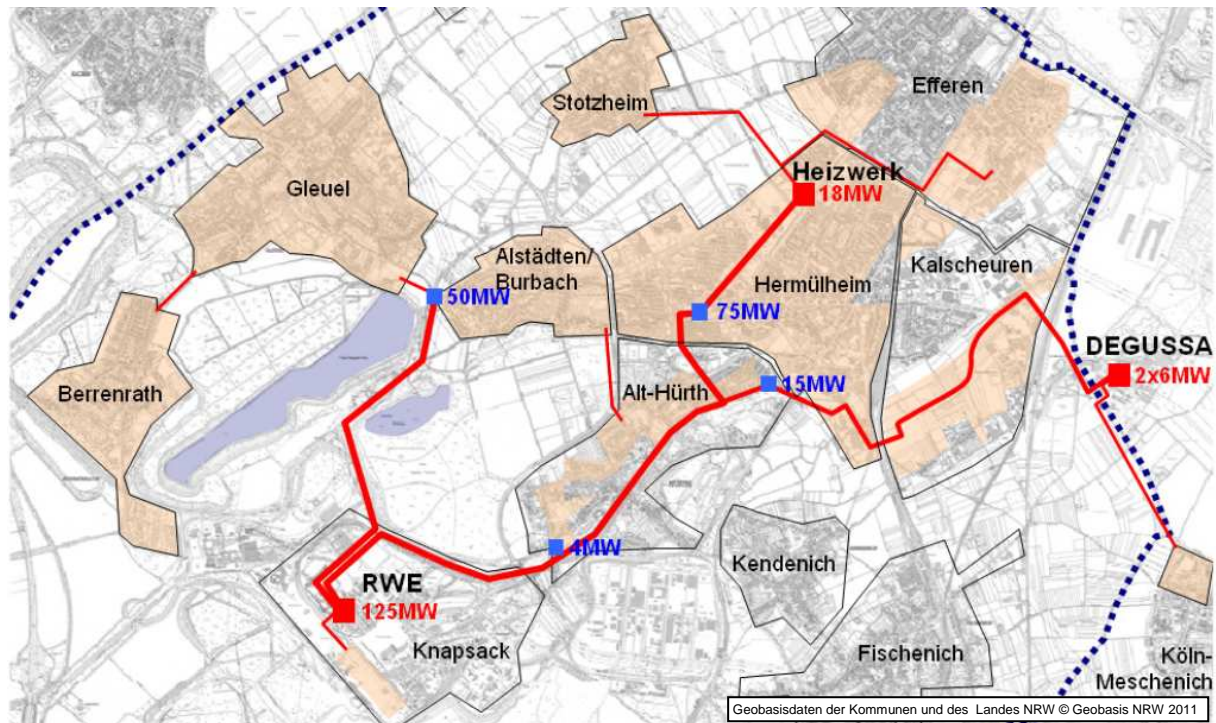 Efferen
Stotzheim
Heizwerk
18MW
Gleuel
Alstädten/
Burbach
Kalscheuren
Hermülheim
50MW
75MW
DEGUSSA
2x6MW
Berrenrath
Alt-Hürth
15MW
4MW
Kendenich
RWE
125MW
Knapsack
Fischenich
Köln-
Meschenich
Geobasisdaten der Kommunen und des Landes NRW © Geobasis NRW 2011